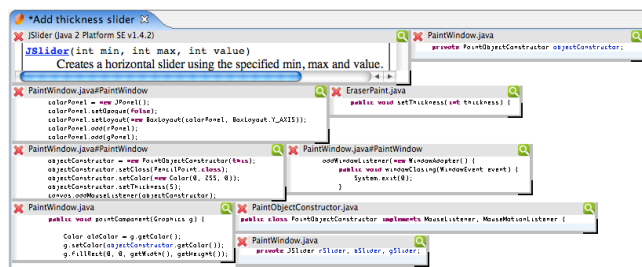 *Add thickness slider
JSlider (Java 2 Platform SE v1.4.2)
JSlider(int min, int max, int value)
Creates a horizontal slider using the specified min, max and value.
PaintWindow.java
private PaintObjectConstructor objectConstructor;
PaintWindow.java#PaintWindow
colorPanel = new JPanel();
colorPanel.setOpaque(false);
colorPanel.setLayout(new BoxLayout(colorPanel, BoxLayout.Y_AXIS));
colorPanel.add(rPanel);
colorPanel.add(gPanel);
EraserPaint.java
public void setThickness(int thickness) {
PaintWindow.java#PaintWindow
objectConstructor = new PaintObjectConstructor(this);
objectConstructor.setClass(PencilPaint.class);
objectConstructor.setColor(new Color(0, 255, 0));
objectConstructor.setThickness(5);
canvas.addMouseListener(objectConstructor);
PaintWindow.java#PaintWindow
addWindowListener(new WindowAdapter() {
public void windowClosing(WindowEvent event) {
System.exit(0);
}
PaintWindow.java
public void paintComponent(Graphics g) {
Color oldColor = g.getColor();
g.setColor(objectConstructor.getColor());
g.fillRect(0, 0, getWidth(), getHeight());
PaintObjectConstructor.java
public class PaintObjectConstructor implements MouseListener, MouseMotionListener {
PaintWindow.java
private JSlider rSlider, bSlider, gSlider;